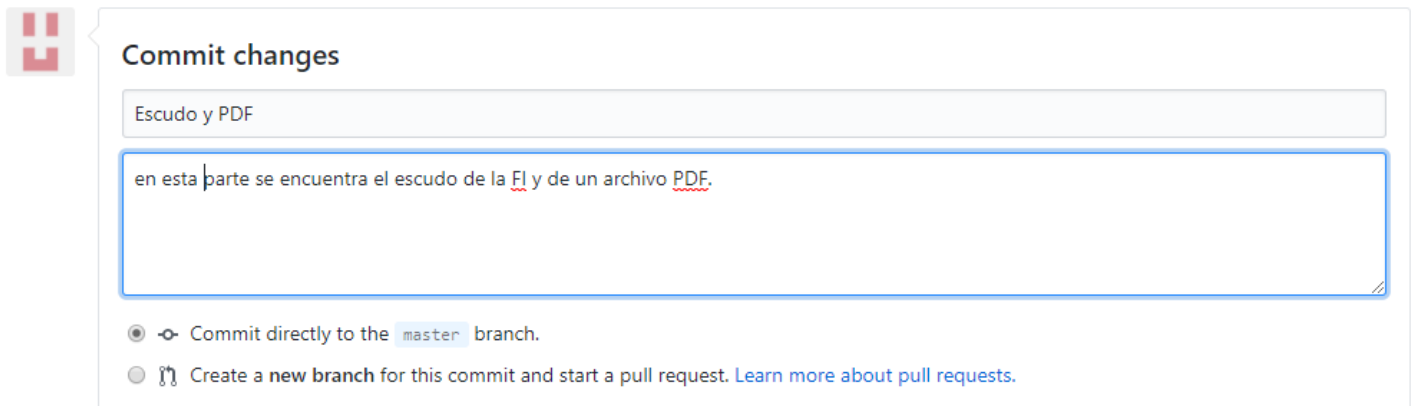 Commit changes
Escudo y PDF
en esta parte se encuentra el escudo de la FI y de un archivo PDF.
Commit directly to the master branch.
Create a new branch for this commit and start a pull request. Learn more about pull requests.